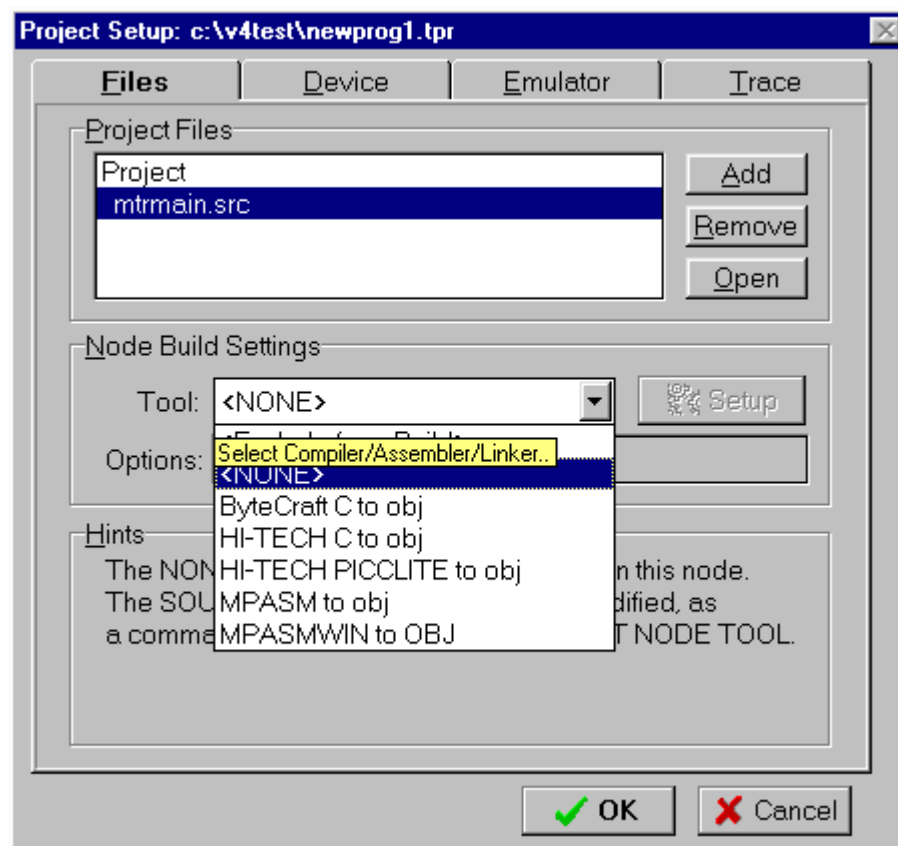 Project Setup: c:\v4test\newprog1.tpr
Files Device Emulator Trace
Project Files
Project
mtrmain.src
Add
Remove
Open
Node Build Settings
Tool: <NONE> Setup
Select Compiler/Assembler/Linker..
Options:
<NONE>
ByteCraft C to obj
HI-TECH C to obj
HI-TECH PICCLITE to obj
MPASM to obj
MPASMWIN to OBJ
Hints
The NON n this node.
The SOU dified, as
a comma T NODE TOOL.
OK Cancel